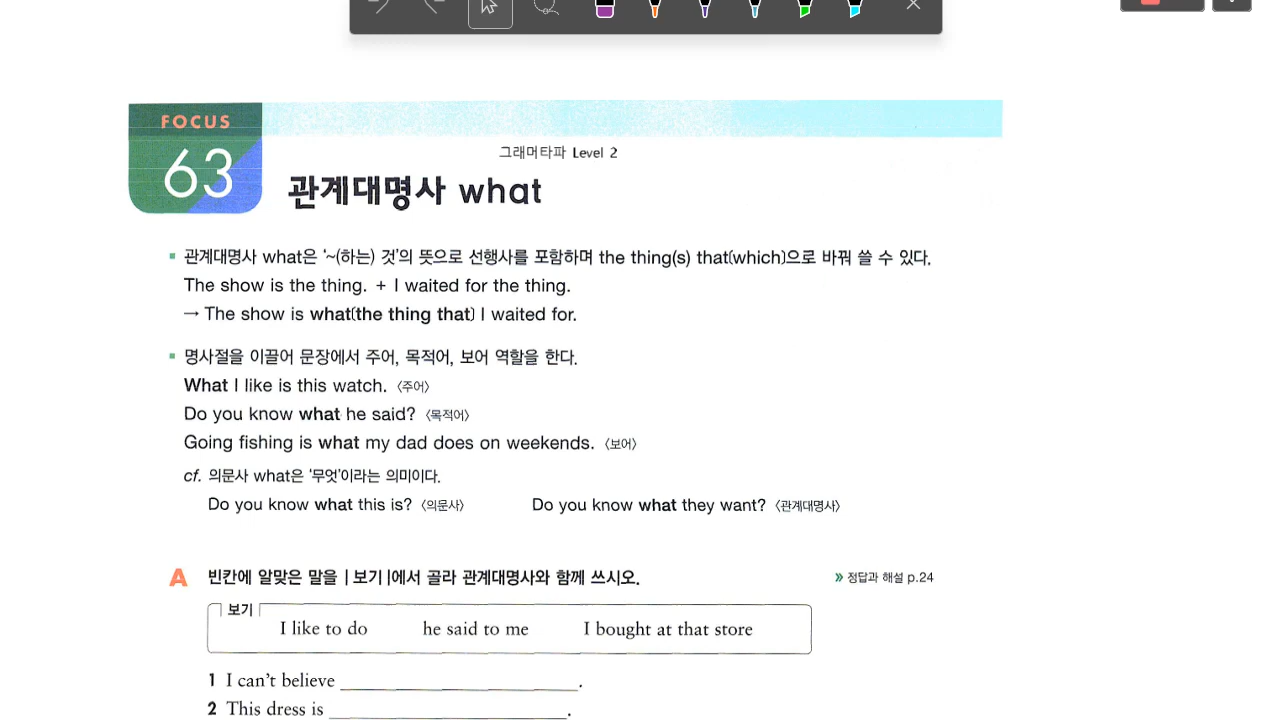 FOCUS
63
그래머타파 Level 2
관계대명사 what
▪ 관계대명사 what은 '~(하는) 것'의 뜻으로 선행사를 포함하며 the thing(s) that(which)으로 바꿔 쓸 수 있다.
The show is the thing. + I waited for the thing.
→ The show is what(the thing that) I waited for.
▪ 명사절을 이끌어 문장에서 주어, 목적어, 보어 역할을 한다.
What I like is this watch. 〈주어〉
Do you know what he said? 〈목적어〉
Going fishing is what my dad does on weekends. 〈보어〉
cf. 의문사 what은 '무엇'이라는 의미이다.
Do you know what this is? 〈의문사〉 Do you know what they want? 〈관계대명사〉
A 빈칸에 알맞은 말을 |보기|에서 골라 관계대명사와 함께 쓰시오. » 정답과 해설 p.24
보기
I like to do he said to me I bought at that store
1 I can't believe ____________________.
2 This dress is ____________________.